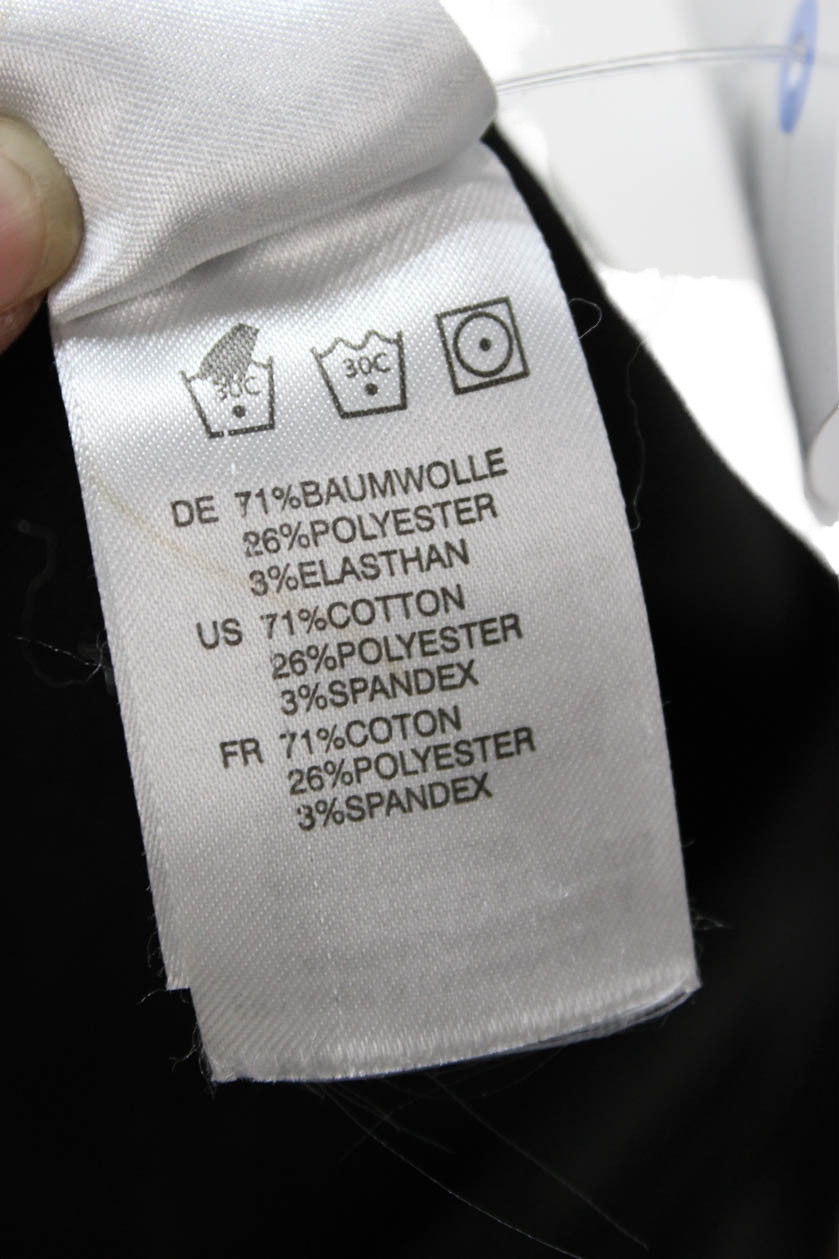 30C 30C
DE 71%BAUMWOLLE
26%POLYESTER
3%ELASTHAN
US 71%COTTON
26%POLYESTER
3%SPANDEX
FR 71%COTON
26%POLYESTER
3%SPANDEX